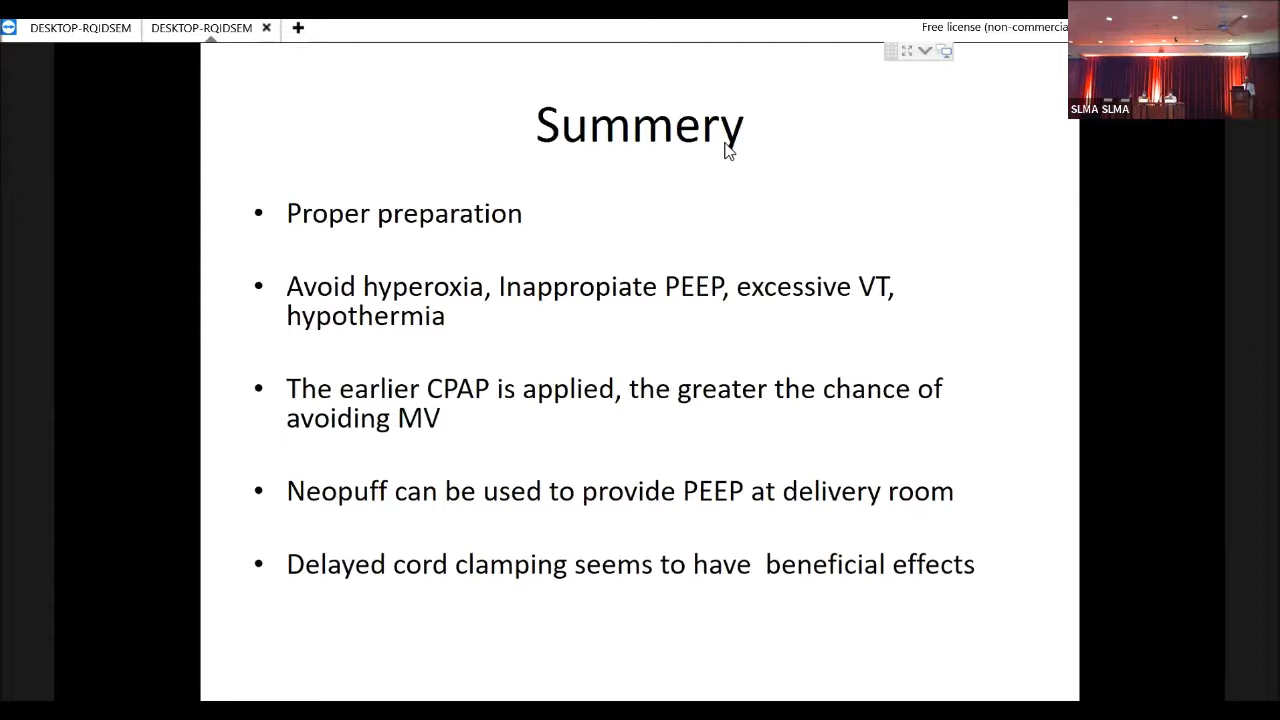 DESKTOP-RQIDSEM DESKTOP-RQIDSEM Free license (non-commercia
SLMA SLMA
Summery
• Proper preparation
• Avoid hyperoxia, Inappropiate PEEP, excessive VT,
hypothermia
• The earlier CPAP is applied, the greater the chance of
avoiding MV
• Neopuff can be used to provide PEEP at delivery room
• Delayed cord clamping seems to have beneficial effects